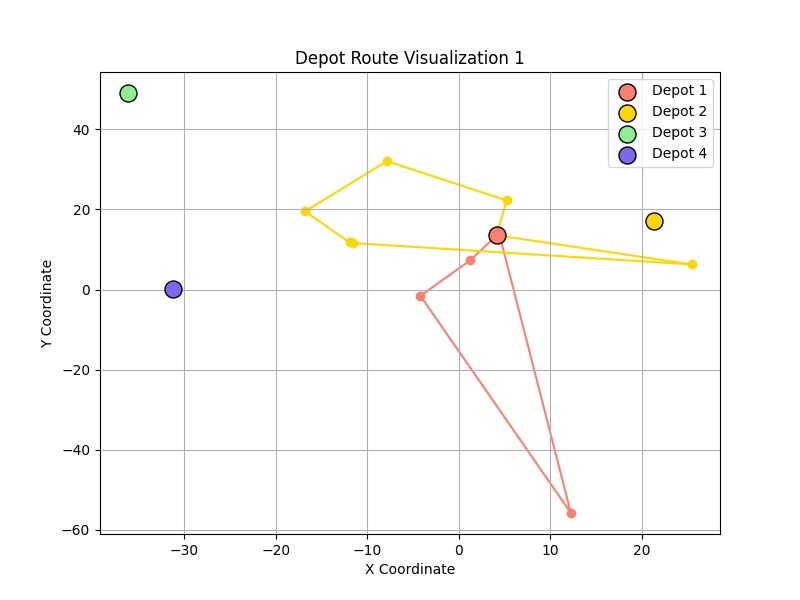 Depot Route Visualization 1
Depot 1
Depot 2
Depot 3
Depot 4
40
20
0
−20
−40
−60
Y Coordinate
−30
−20
−10
0
10
20
X Coordinate